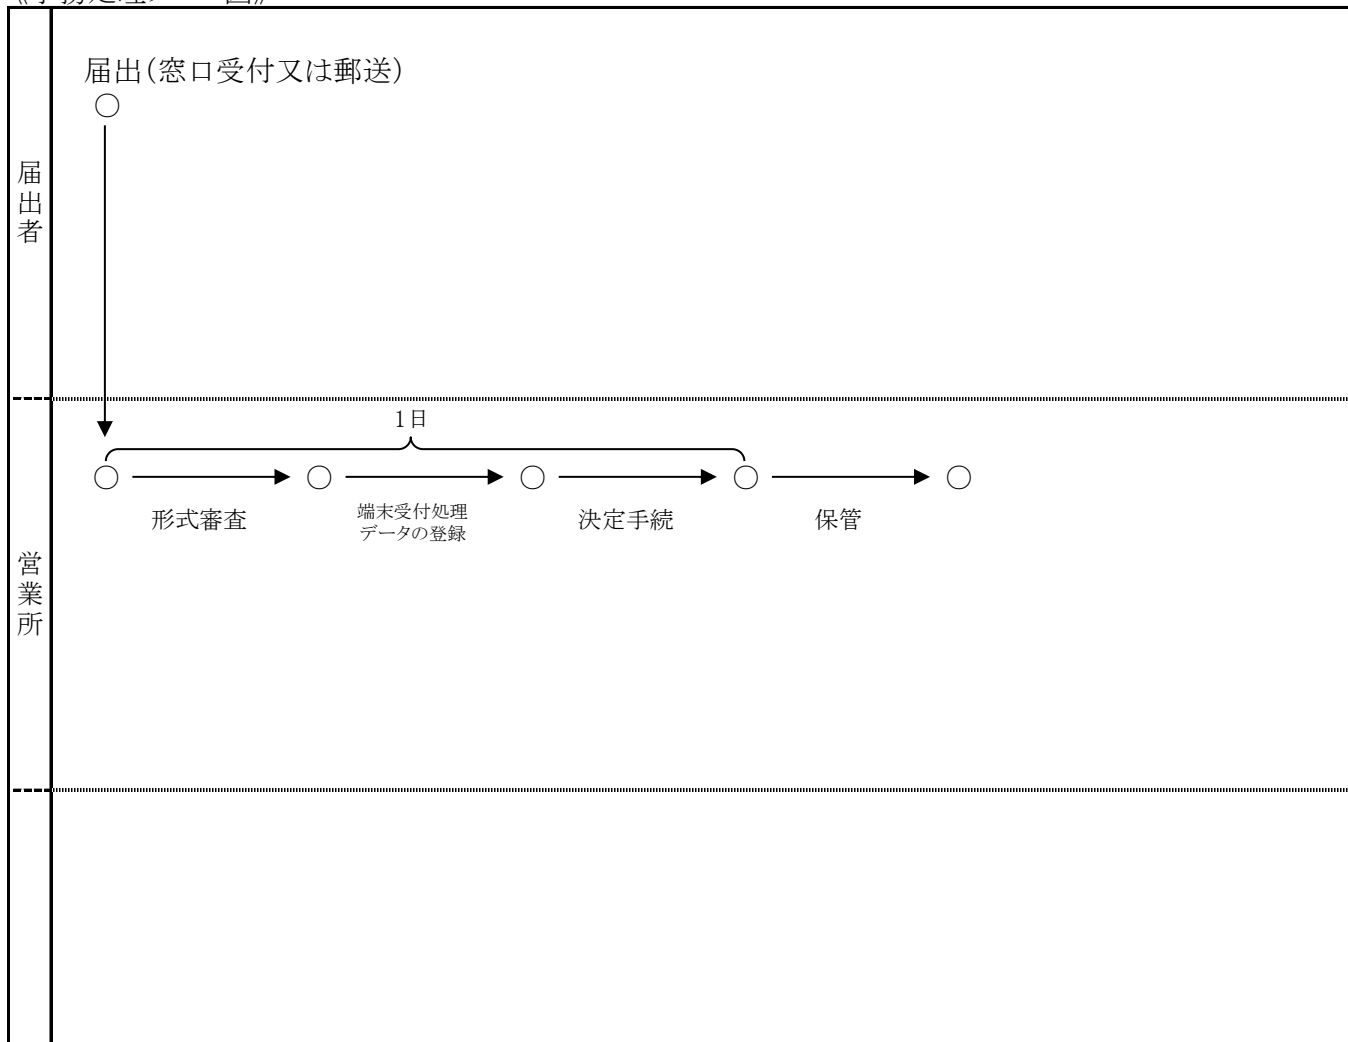 届出(窓口受付又は郵送)
届出者
1日
形式審査
端末受付処理
データの登録
決定手続
保管
営業所